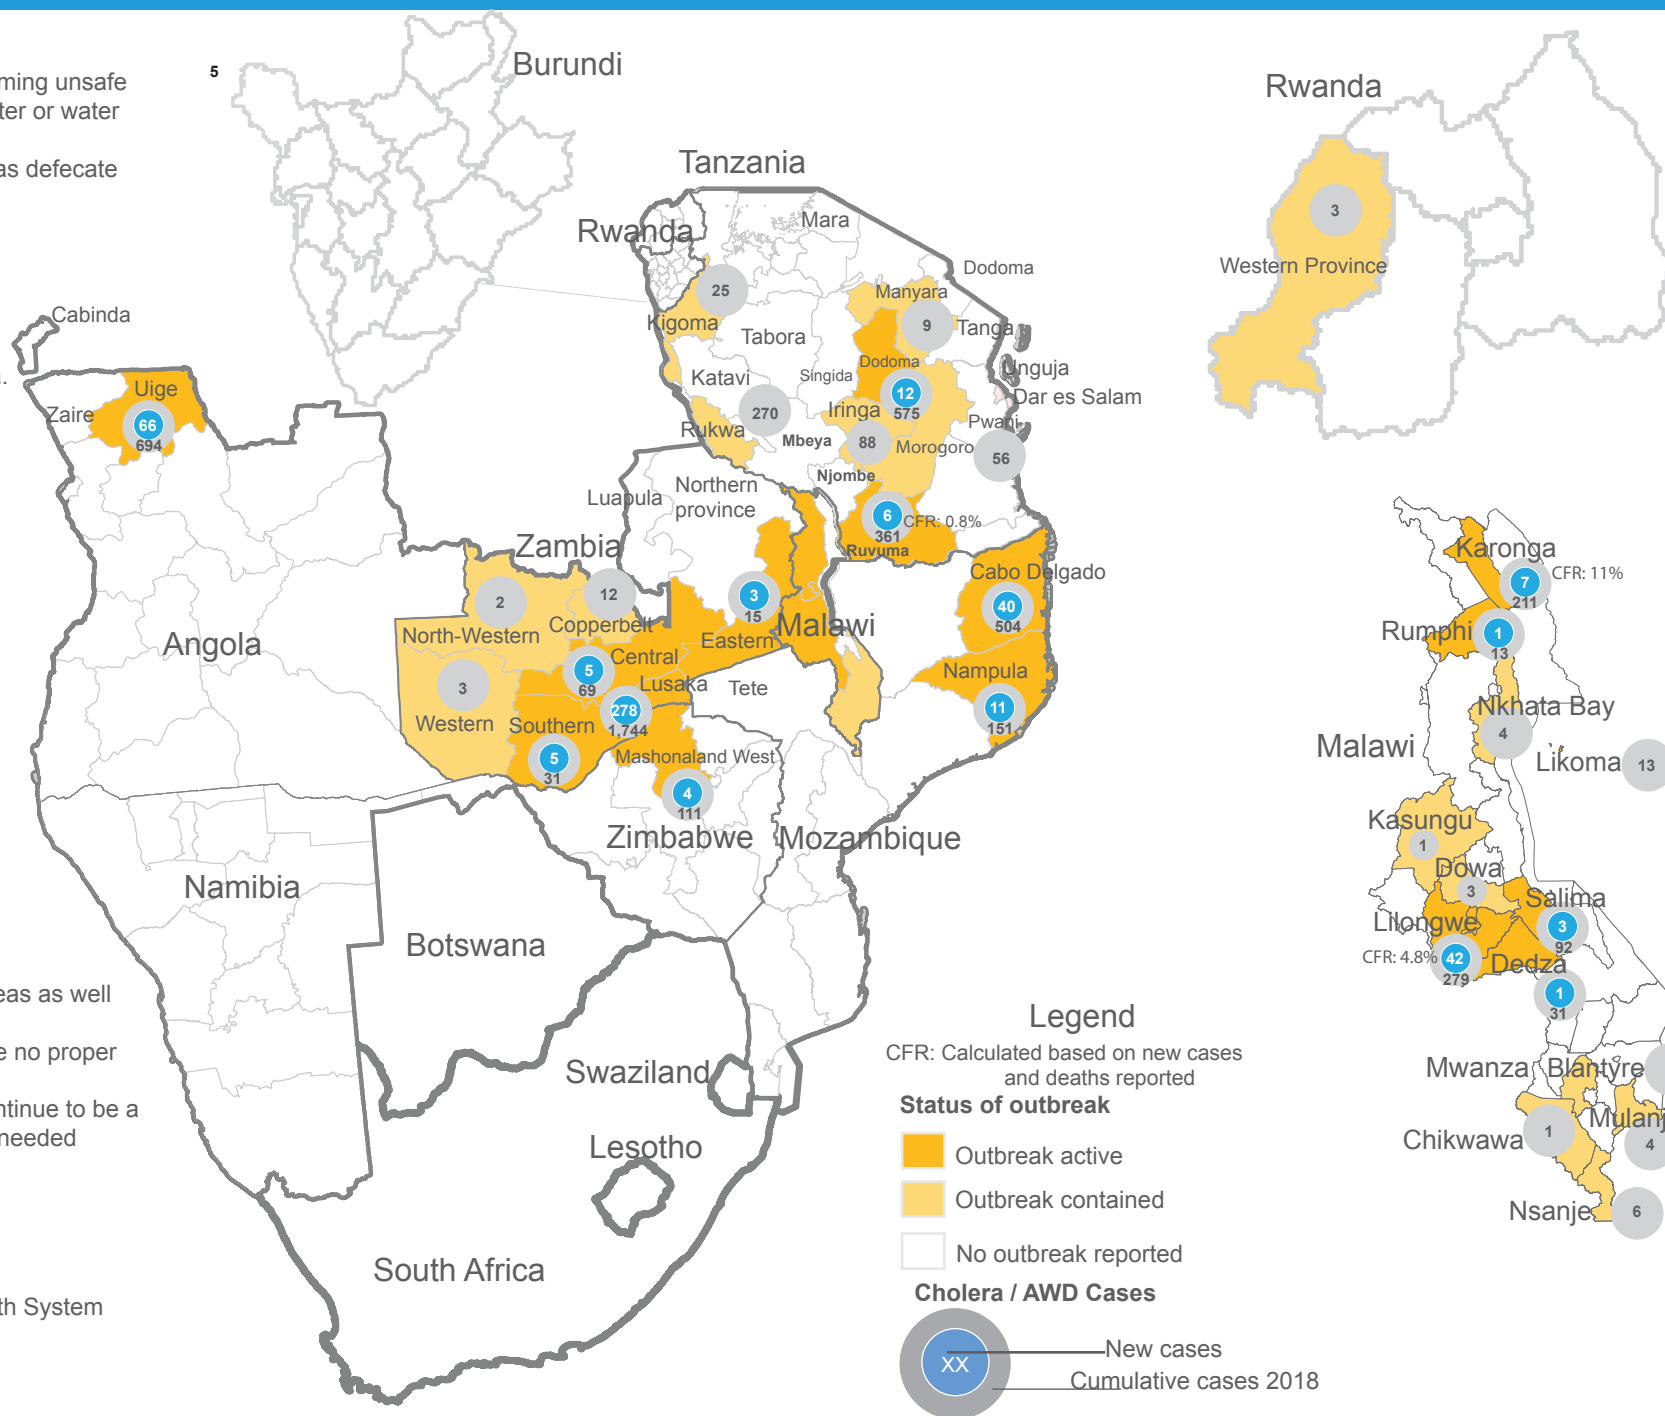 5
Burundi
ming unsafe
ter or water
as defecate
Rwanda
3
Western Province
Tanzania
Mara
Rwanda
Dodoma
25
Manyara
Kigoma
9
Tanga
Tabora
Dodoma
Unguja
Katavi
Singida
Dar es Salam
12
575
270
Iringa
Pwani
Rukwa
Mbeya
88
Morogoro
56
Njombe
6
361
CFR: 0.8%
Ruvuma
Cabinda
Uige
Zaire
66
694
Luapula
Northern
province
Zambia
Cabo Delgado
40
504
2
12
3
15
North-Western
Copperbelt
Eastern
Malawi
Angola
Central
5
69
Lusaka
Tete
Nampula
3
Western
Southern
278
1,744
11
151
5
31
Mashonaland West
4
111
Zimbabwe
Mozambique
Namibia
Botswana
Swaziland
Lesotho
South Africa
Karonga
CFR: 11%
7
211
Rumphi
1
13
Nkhata Bay
4
Malawi
Likoma
13
Kasungu
1
Dowa
3
Salima
3
92
Lilongwe
CFR: 4.8%
42
279
Dedza
1
31
Mwanza
Blantyre
Chikwawa
1
Mulanj
4
Nsanje
6
eas as well
e no proper
ntinue to be a
needed
th System
Legend
CFR: Calculated based on new cases
and deaths reported
Status of outbreak
Outbreak active
Outbreak contained
No outbreak reported
Cholera / AWD Cases
XX
New cases
Cumulative cases 2018